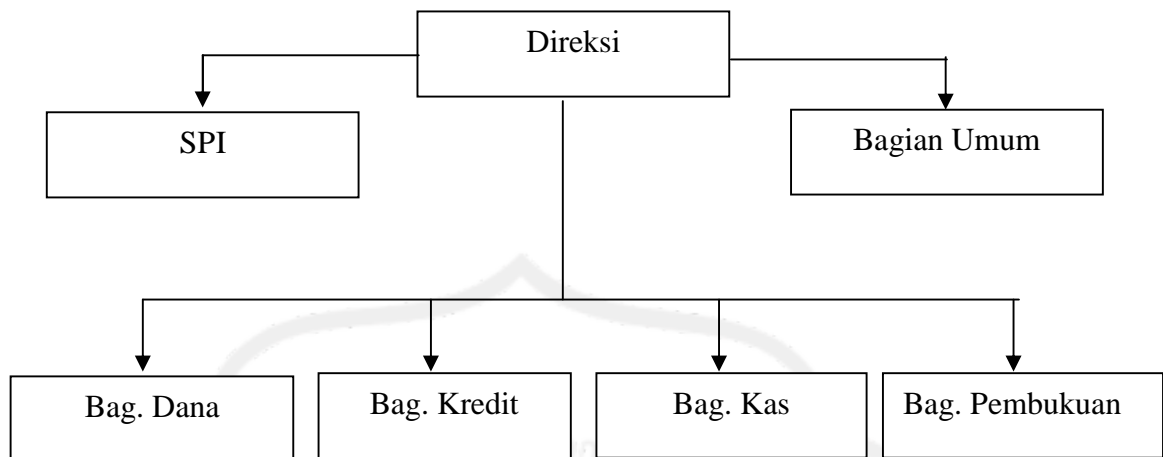 Direksi
SPI
Bagian Umum
Bag. Dana
Bag. Kredit
Bag. Kas
Bag. Pembukuan